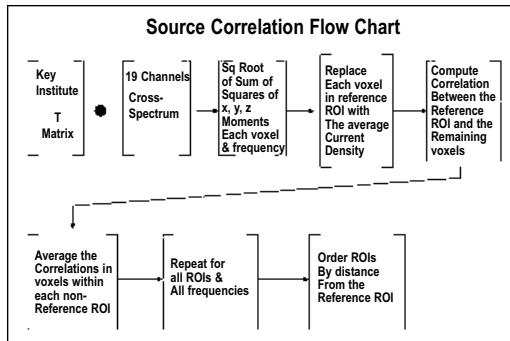 Source Correlation Flow Chart
Key
Institute
T
Matrix
19 Channels
Cross-
Spectrum
Sq Root
of Sum of
Squares of
x, y, z
Moments
Each voxel
& frequency
Replace
Each voxel
in reference
ROI with
The average
Current
Density
Compute
Correlation
Between the
Reference
ROI and the
Remaining
voxels
Average the
Correlations in
voxels within
each non-
Reference ROI
Repeat for
all ROIs &
All frequencies
Order ROIs
By distance
From the
Reference ROI